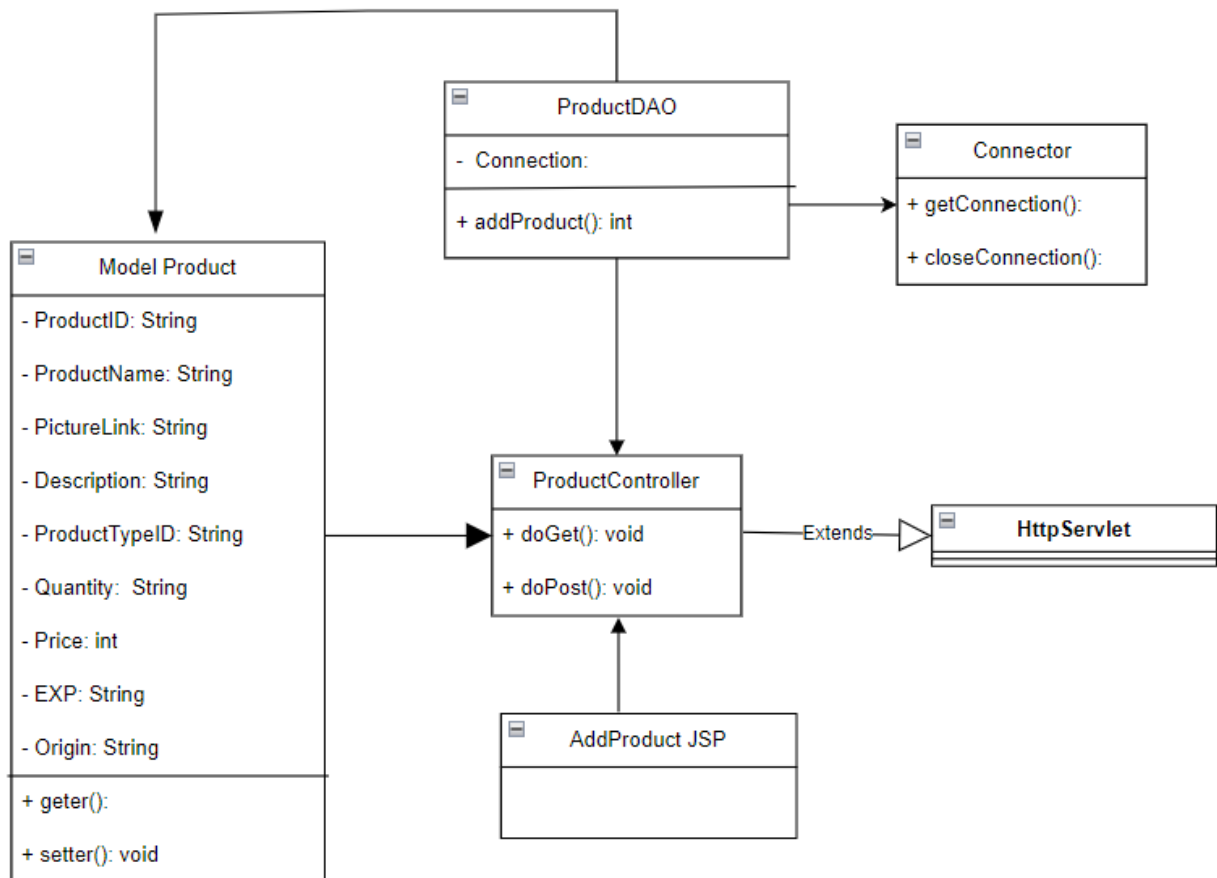 ProductDAO
- Connection:
+ addProduct(): int
Connector
+ getConnection():
+ closeConnection():
Model Product
- ProductID: String
- ProductName: String
- PictureLink: String
- Description: String
- ProductTypeID: String
- Quantity: String
- Price: int
- EXP: String
- Origin: String
+ geter():
+ setter(): void
ProductController
+ doGet(): void
+ doPost(): void
Extends
HttpServlet
AddProduct JSP